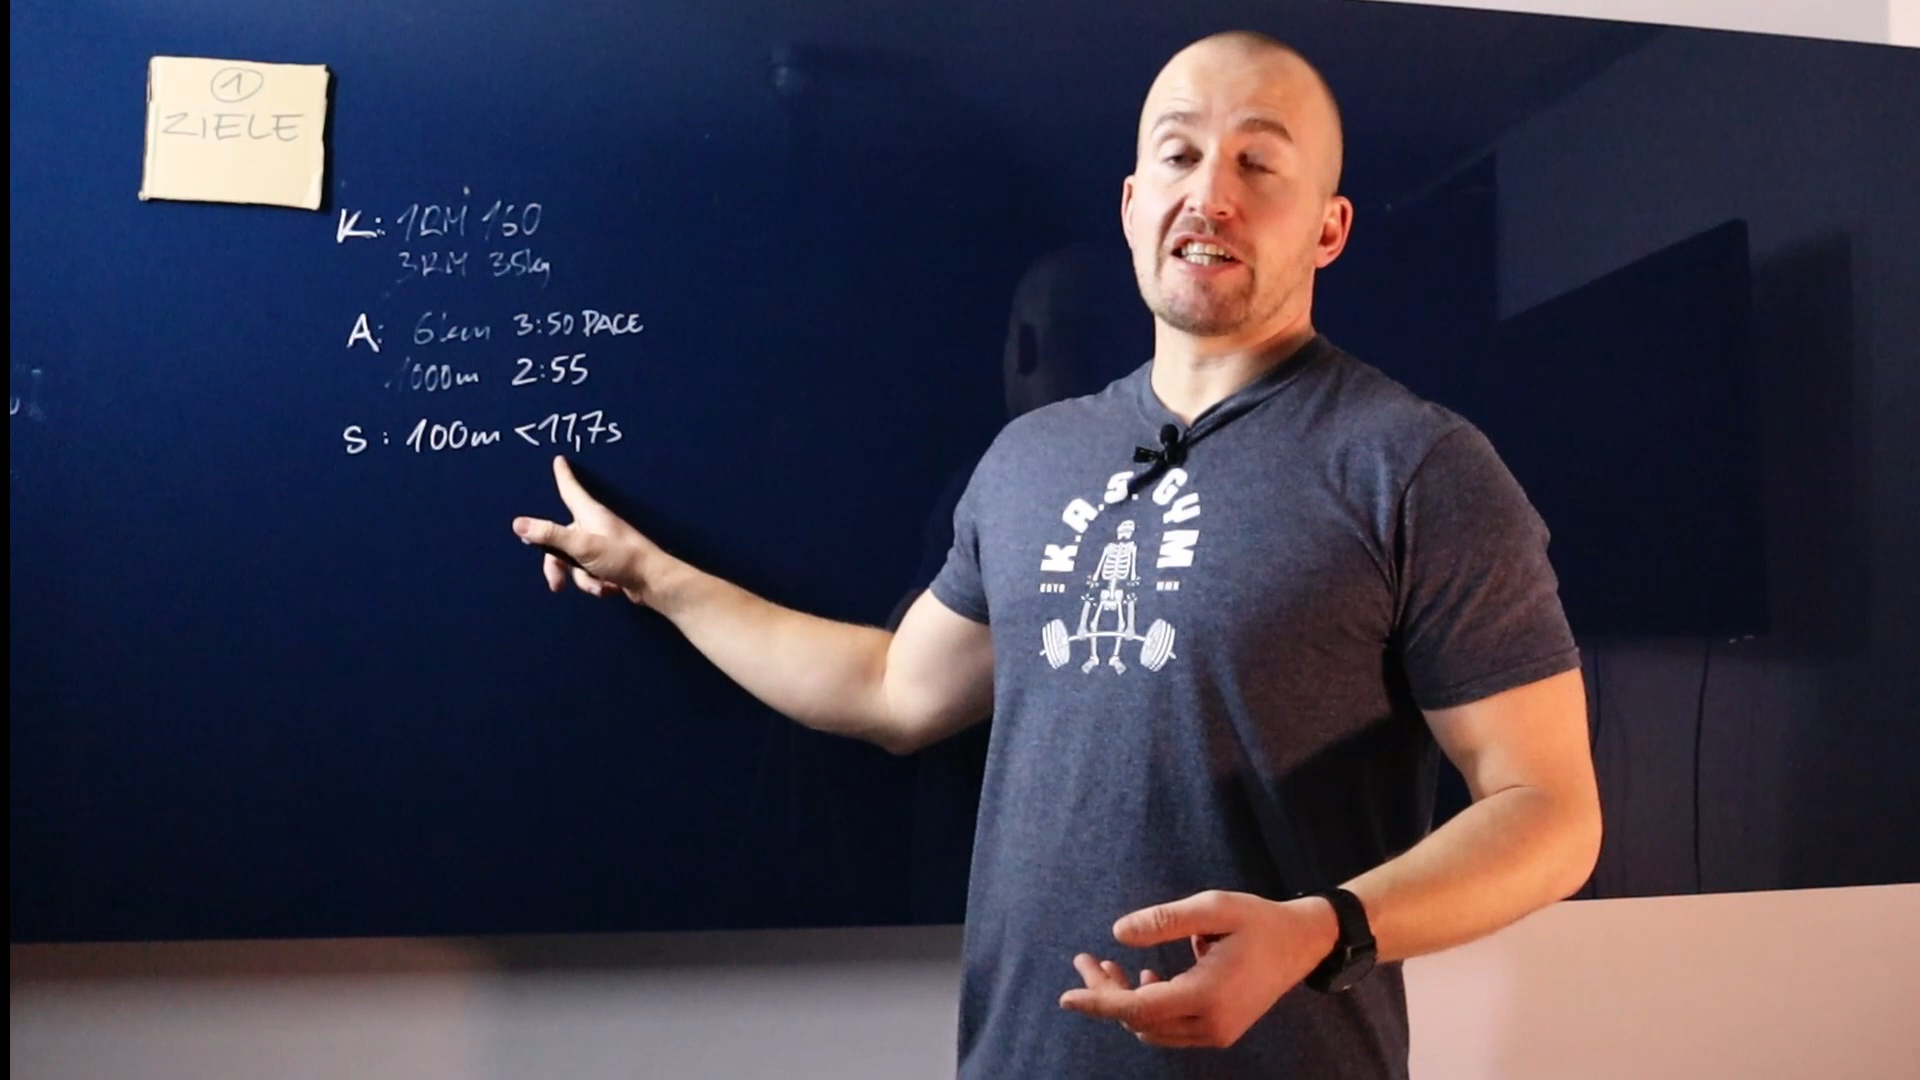 1
ZIELE
K: 1RM 160
3RM 35kg
A: 6km 3:50 PACE
1000m 2:55
S: 100m <11,7s
K.A.S. GYM